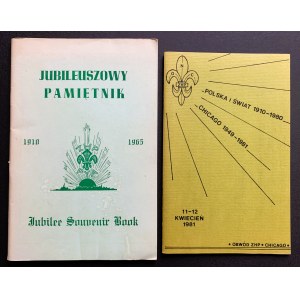 JUBILEUSZOWY
PAMIĘTNIK
1910 1965
Jubilee Souvenir Book
POLSKA I ŚWIAT 1910-1980
CHICAGO 1949-1981
11-12
KWIECIEŃ
1981
+ OBWÓD ZHP + CHICAGO +